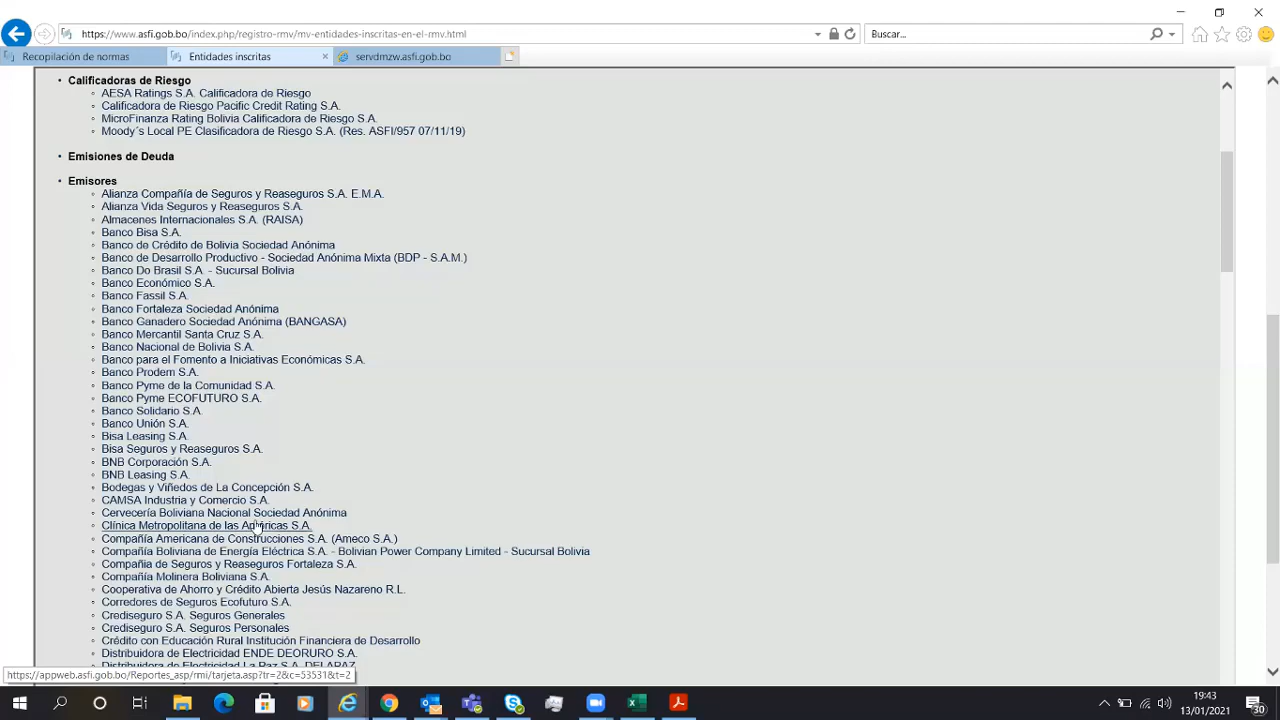 https://www.asfi.gob.bo/index.php/registro-rmv/mv-entidades-inscritas-en-el-rmv.html
Buscar...
Recopilación de normas
Entidades inscritas
servdmzw.asfi.gob.bo
Calificadoras de Riesgo
AESA Ratings S.A. Calificadora de Riesgo
Calificadora de Riesgo Pacific Credit Rating S.A.
MicroFinanza Rating Bolivia Calificadora de Riesgo S.A.
Moody´s Local PE Clasificadora de Riesgo S.A. (Res. ASFI/957 07/11/19)
Emisiones de Deuda
Emisores
Alianza Compañía de Seguros y Reaseguros S.A. E.M.A.
Alianza Vida Seguros y Reaseguros S.A.
Almacenes Internacionales S.A. (RAISA)
Banco Bisa S.A.
Banco de Crédito de Bolivia Sociedad Anónima
Banco de Desarrollo Productivo - Sociedad Anónima Mixta (BDP - S.A.M.)
Banco Do Brasil S.A. - Sucursal Bolivia
Banco Económico S.A.
Banco Fassil S.A.
Banco Fortaleza Sociedad Anónima
Banco Ganadero Sociedad Anónima (BANGASA)
Banco Mercantil Santa Cruz S.A.
Banco Nacional de Bolivia S.A.
Banco para el Fomento a Iniciativas Económicas S.A.
Banco Prodem S.A.
Banco Pyme de la Comunidad S.A.
Banco Pyme ECOFUTURO S.A.
Banco Solidario S.A.
Banco Unión S.A.
Bisa Leasing S.A.
Bisa Seguros y Reaseguros S.A.
BNB Corporación S.A.
BNB Leasing S.A.
Bodegas y Viñedos de La Concepción S.A.
CAMSA Industria y Comercio S.A.
Cervecería Boliviana Nacional Sociedad Anónima
Clínica Metropolitana de las Américas S.A.
Compañía Americana de Construcciones S.A. (Ameco S.A.)
Compañía Boliviana de Energía Eléctrica S.A. - Bolivian Power Company Limited - Sucursal Bolivia
Compañia de Seguros y Reaseguros Fortaleza S.A.
Compañía Molinera Boliviana S.A.
Cooperativa de Ahorro y Crédito Abierta Jesús Nazareno R.L.
Corredores de Seguros Ecofuturo S.A.
Crediseguro S.A. Seguros Generales
Crediseguro S.A. Seguros Personales
Crédito con Educación Rural Institución Financiera de Desarrollo
Distribuidora de Electricidad ENDE DEORURO S.A.
Distribuidora de Electricidad La Paz S.A. DELAPAZ
https://appweb.asfi.gob.bo/Reportes_asp/rmi/tarjeta.asp?tr=2&c=53531&t=2
19:43
13/01/2021
30